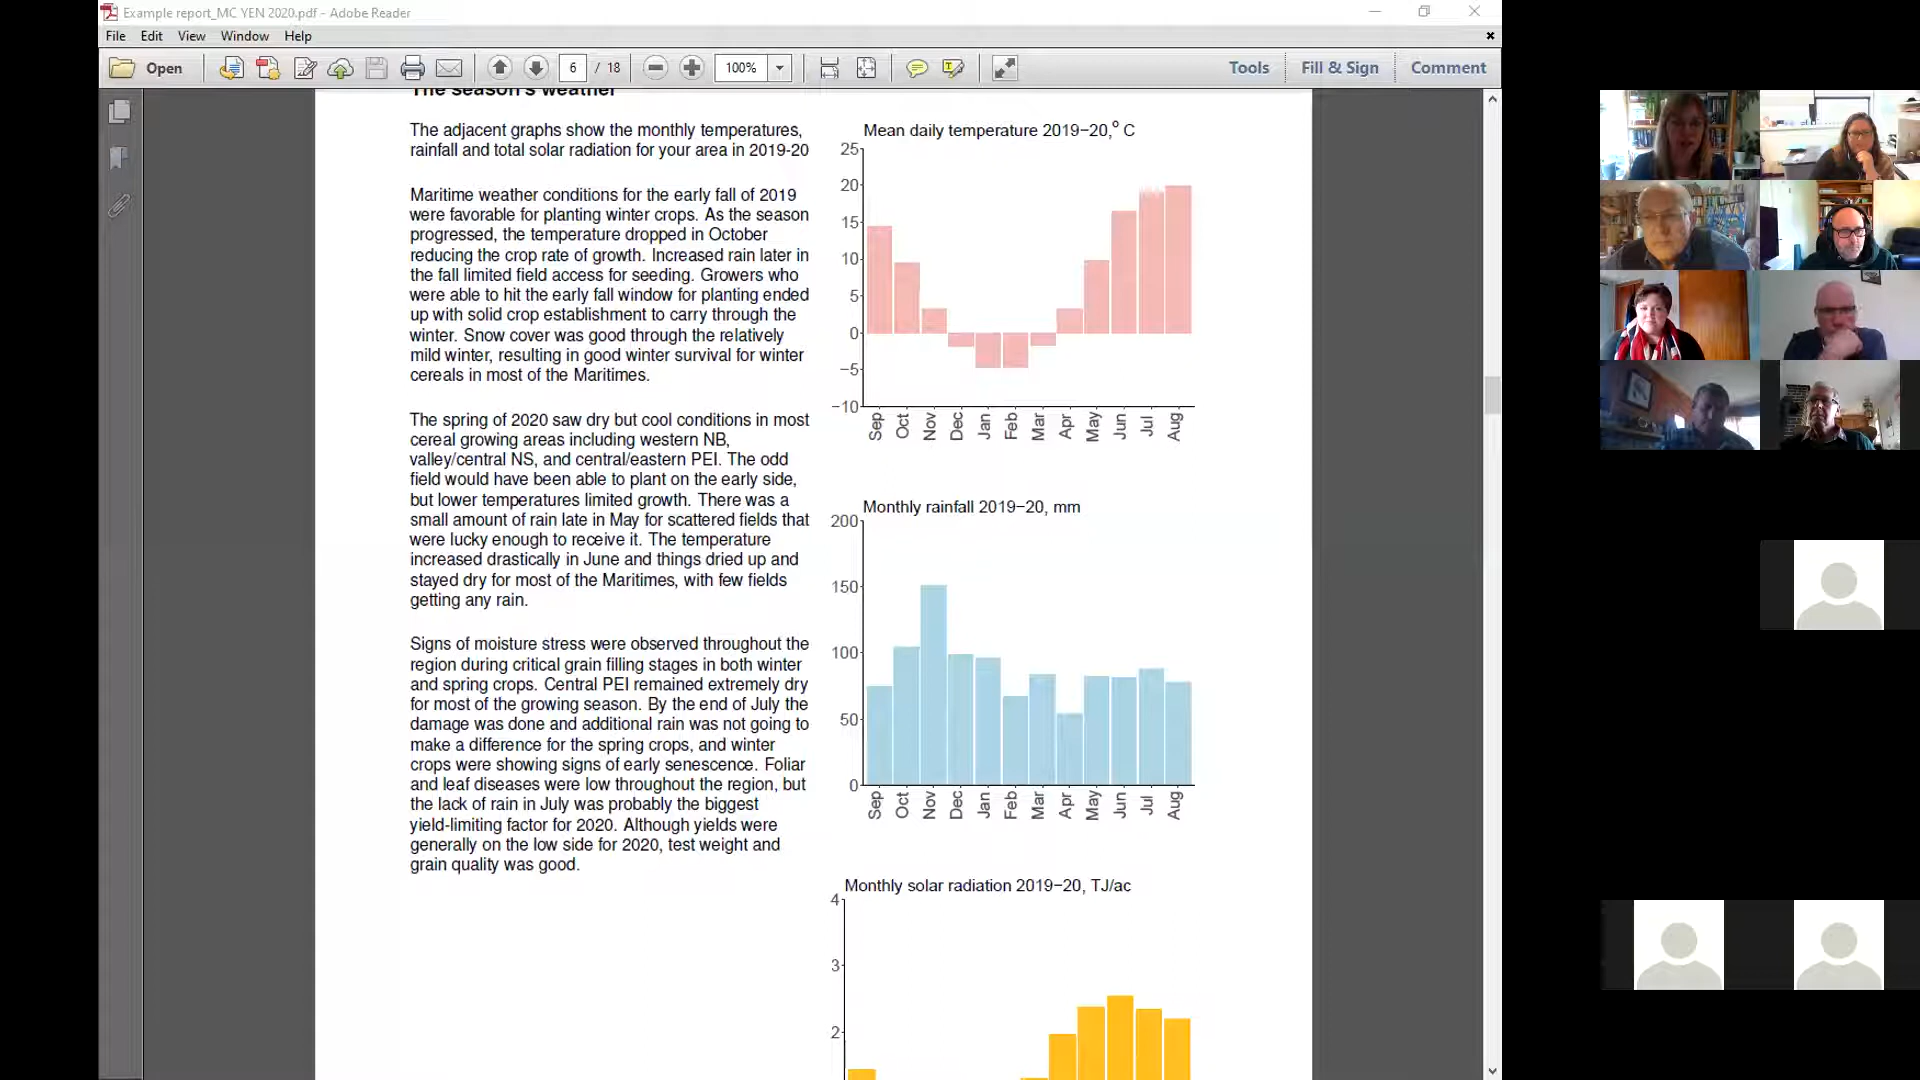 Example report_MC YEN 2020.pdf - Adobe Reader
File Edit View Window Help
Open 6 / 18 100% Tools Fill & Sign Comment
The season's weather
The adjacent graphs show the monthly temperatures,
rainfall and total solar radiation for your area in 2019-20
Maritime weather conditions for the early fall of 2019
were favorable for planting winter crops. As the season
progressed, the temperature dropped in October
reducing the crop rate of growth. Increased rain later in
the fall limited field access for seeding. Growers who
were able to hit the early fall window for planting ended
up with solid crop establishment to carry through the
winter. Snow cover was good through the relatively
mild winter, resulting in good winter survival for winter
cereals in most of the Maritimes.
The spring of 2020 saw dry but cool conditions in most
cereal growing areas including western NB,
valley/central NS, and central/eastern PEI. The odd
field would have been able to plant on the early side,
but lower temperatures limited growth. There was a
small amount of rain late in May for scattered fields that
were lucky enough to receive it. The temperature
increased drastically in June and things dried up and
stayed dry for most of the Maritimes, with few fields
getting any rain.
Signs of moisture stress were observed throughout the
region during critical grain filling stages in both winter
and spring crops. Central PEI remained extremely dry
for most of the growing season. By the end of July the
damage was done and additional rain was not going to
make a difference for the spring crops, and winter
crops were showing signs of early senescence. Foliar
and leaf diseases were low throughout the region, but
the lack of rain in July was probably the biggest
yield-limiting factor for 2020. Although yields were
generally on the low side for 2020, test weight and
grain quality was good.
Mean daily temperature 2019−20,° C
25
20
15
10
5
0
−5
−10
Sep Oct Nov Dec Jan Feb Mar Apr May Jun Jul Aug
Monthly rainfall 2019−20, mm
200
150
100
50
0
Sep Oct Nov Dec Jan Feb Mar Apr May Jun Jul Aug
Monthly solar radiation 2019−20, TJ/ac
4
3
2